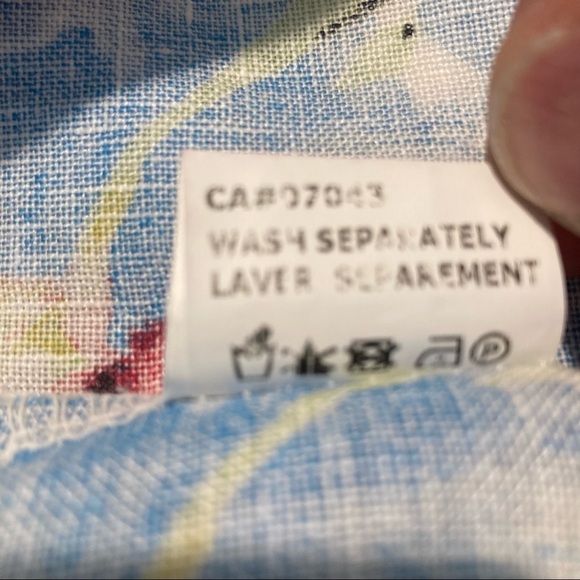 CA#07043
WASH SEPARATELY
LAVER SEPAREMENT